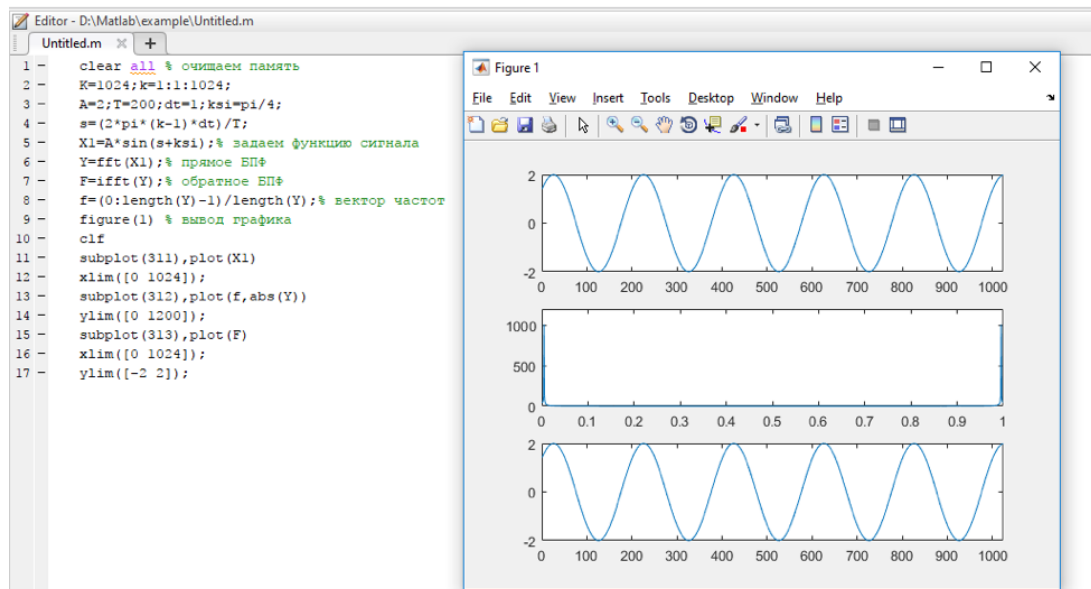 Editor - D:\Matlab\example\Untitled.m
Untitled.m
1 - clear all % очищаем память
2 - K=1024;k=1:1:1024;
3 - A=2;T=200;dt=1;ksi=pi/4;
4 - s=(2*pi*(k-1)*dt)/T;
5 - X1=A*sin(s+ksi);% задаем функцию сигнала
6 - Y=fft(X1);% прямое БПФ
7 - F=ifft(Y);% обратное БПФ
8 - f=(0:length(Y)-1)/length(Y);% вектор частот
9 - figure(1) % вывод графика
10 - clf
11 - subplot(311),plot(X1)
12 - xlim([0 1024]);
13 - subplot(312),plot(f,abs(Y))
14 - ylim([0 1200]);
15 - subplot(313),plot(F)
16 - xlim([0 1024]);
17 - ylim([-2 2]);
Figure 1
File Edit View Insert Tools Desktop Window Help
2
0
-2
0 100 200 300 400 500 600 700 800 900 1000
1000
500
0
0 0.1 0.2 0.3 0.4 0.5 0.6 0.7 0.8 0.9 1
2
0
-2
0 100 200 300 400 500 600 700 800 900 1000